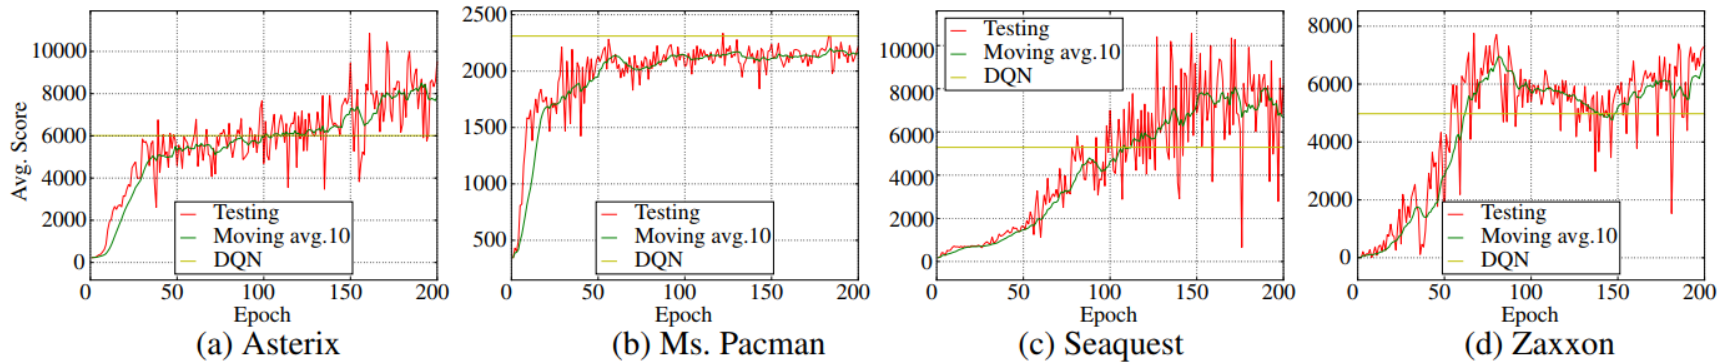 Avg. Score
10000
8000
6000
4000
2000
0
Testing
Moving avg.10
DQN
0 50 100 150 200
Epoch
(a) Asterix
2500
2000
1500
1000
500
Testing
Moving avg.10
DQN
0 50 100 150 200
Epoch
(b) Ms. Pacman
10000
8000
6000
4000
2000
0
Testing
Moving avg.10
DQN
0 50 100 150 200
Epoch
(c) Seaquest
8000
6000
4000
2000
0
Testing
Moving avg.10
DQN
0 50 100 150 200
Epoch
(d) Zaxxon